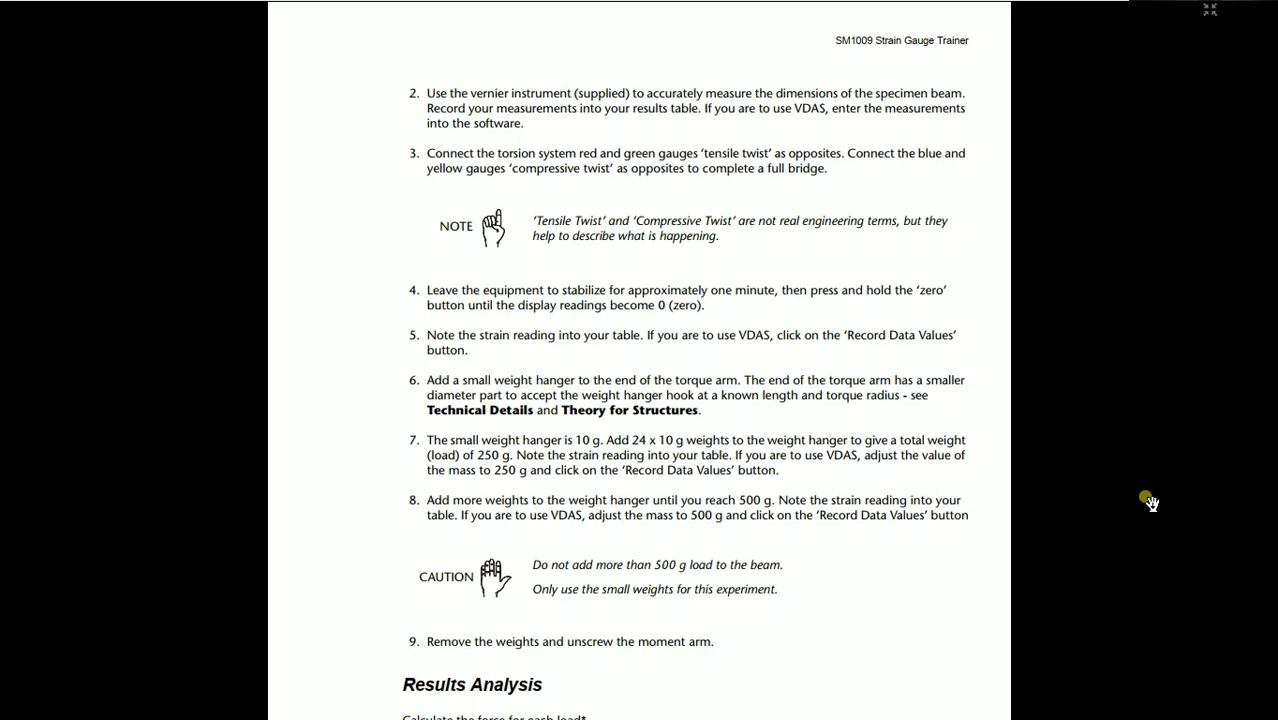 SM1009 Strain Gauge Trainer
2. Use the vernier instrument (supplied) to accurately measure the dimensions of the specimen beam.
Record your measurements into your results table. If you are to use VDAS, enter the measurements
into the software.
3. Connect the torsion system red and green gauges ‘tensile twist’ as opposites. Connect the blue and
yellow gauges ‘compressive twist’ as opposites to complete a full bridge.
NOTE
‘Tensile Twist’ and ‘Compressive Twist’ are not real engineering terms, but they
help to describe what is happening.
4. Leave the equipment to stabilize for approximately one minute, then press and hold the ‘zero’
button until the display readings become 0 (zero).
5. Note the strain reading into your table. If you are to use VDAS, click on the ‘Record Data Values’
button.
6. Add a small weight hanger to the end of the torque arm. The end of the torque arm has a smaller
diameter part to accept the weight hanger hook at a known length and torque radius - see
Technical Details and Theory for Structures.
7. The small weight hanger is 10 g. Add 24 x 10 g weights to the weight hanger to give a total weight
(load) of 250 g. Note the strain reading into your table. If you are to use VDAS, adjust the value of
the mass to 250 g and click on the ‘Record Data Values’ button.
8. Add more weights to the weight hanger until you reach 500 g. Note the strain reading into your
table. If you are to use VDAS, adjust the mass to 500 g and click on the ‘Record Data Values’ button
CAUTION
Do not add more than 500 g load to the beam.
Only use the small weights for this experiment.
9. Remove the weights and unscrew the moment arm.
Results Analysis
Calculate the force for each load*